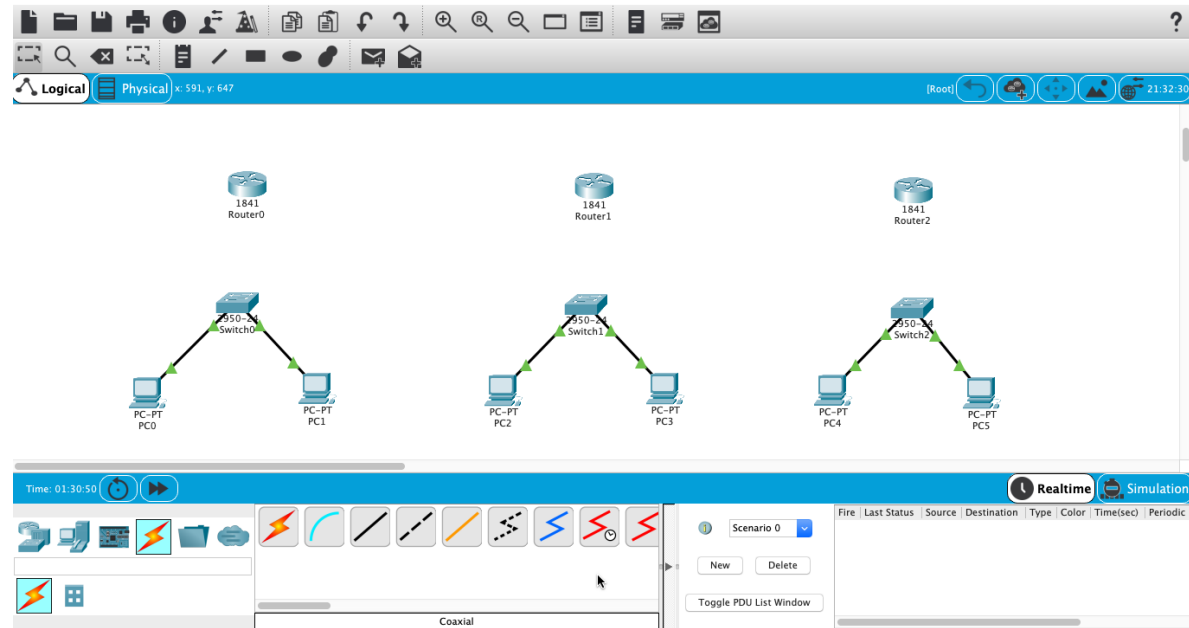 ?
Logical
Physical
x: 591, y: 647
[Root]
21:32:30
1841
Router0
1841
Router1
1841
Router2
2950-24
Switch0
2950-24
Switch1
2950-24
Switch2
PC-PT
PC0
PC-PT
PC1
PC-PT
PC2
PC-PT
PC3
PC-PT
PC4
PC-PT
PC5
Time: 01:30:50
Realtime
Simulation
Scenario 0
New
Delete
Toggle PDU List Window
Fire Last Status Source Destination Type Color Time(sec) Periodic
Coaxial